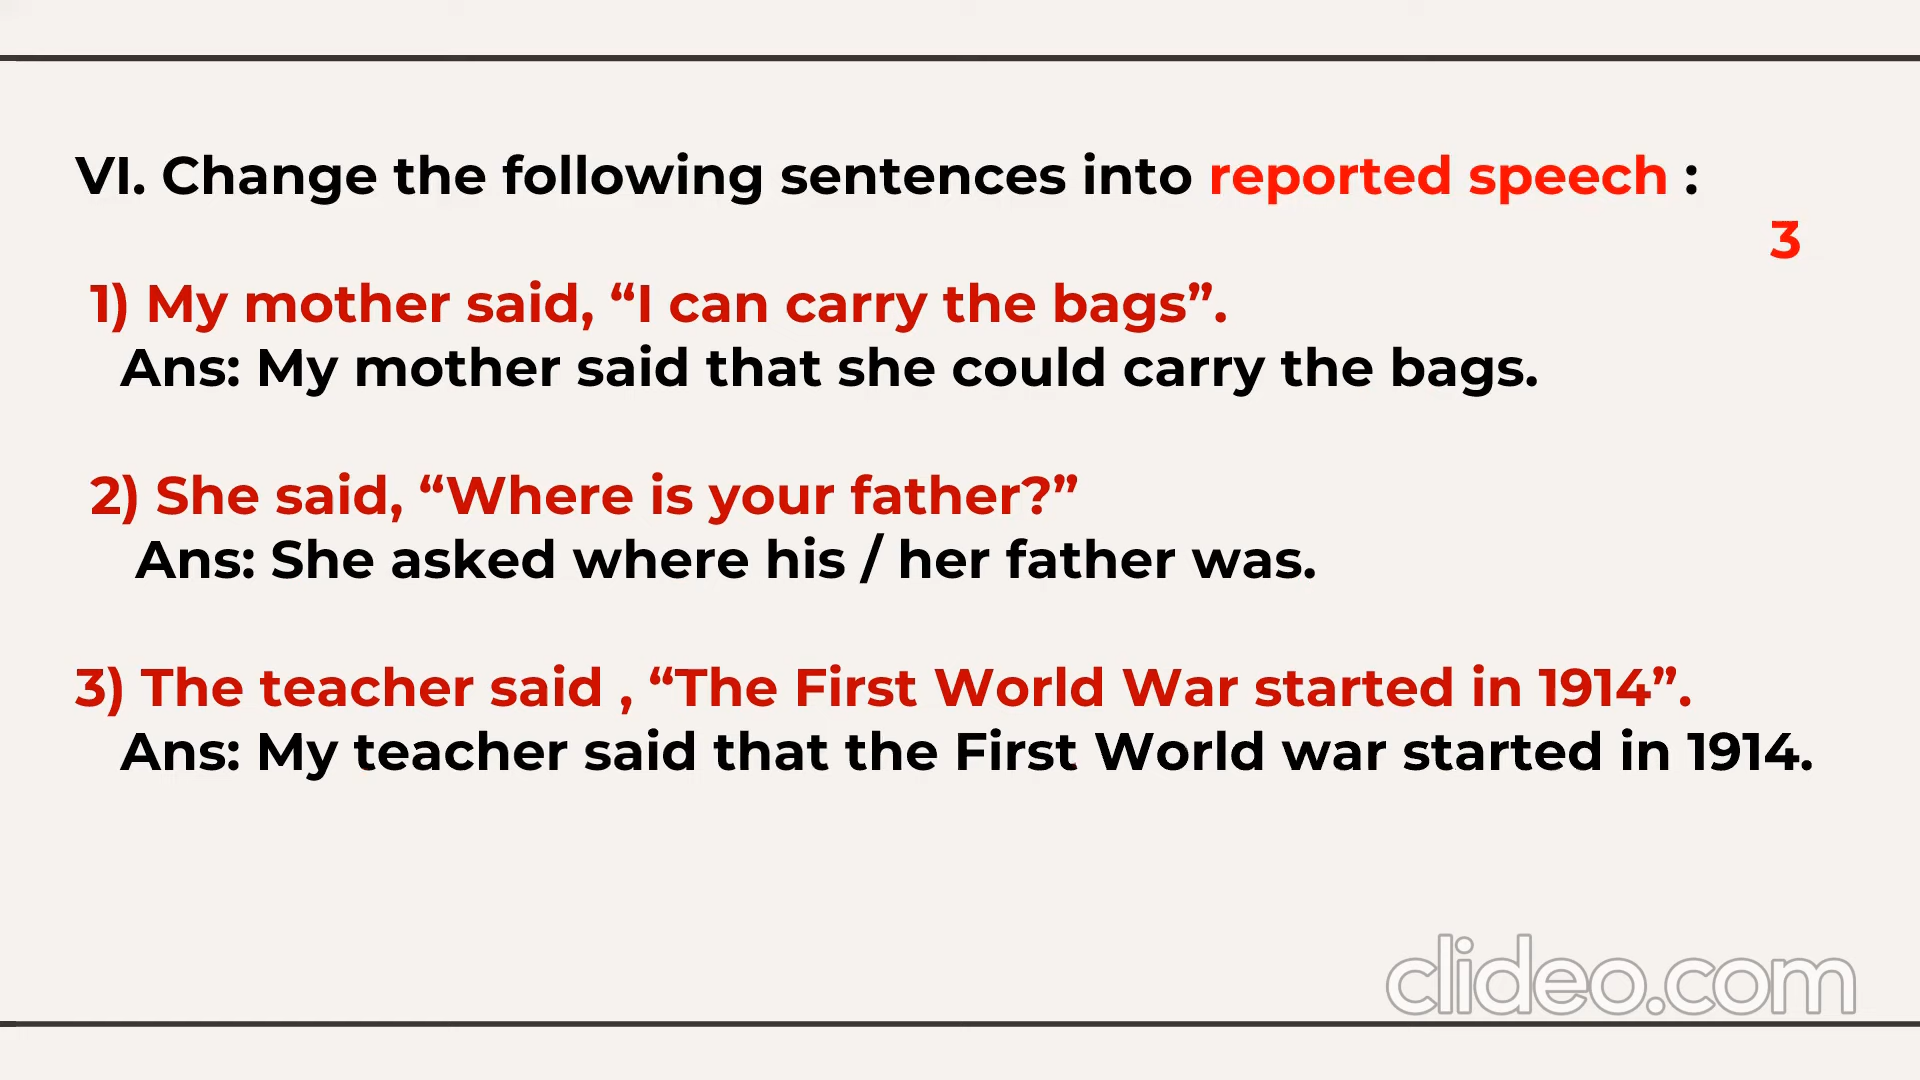 VI. Change the following sentences into reported speech :
3
1) My mother said, “I can carry the bags”.
Ans: My mother said that she could carry the bags.
2) She said, “Where is your father?”
Ans: She asked where his / her father was.
3) The teacher said , “The First World War started in 1914”.
Ans: My teacher said that the First World war started in 1914.
clideo.com